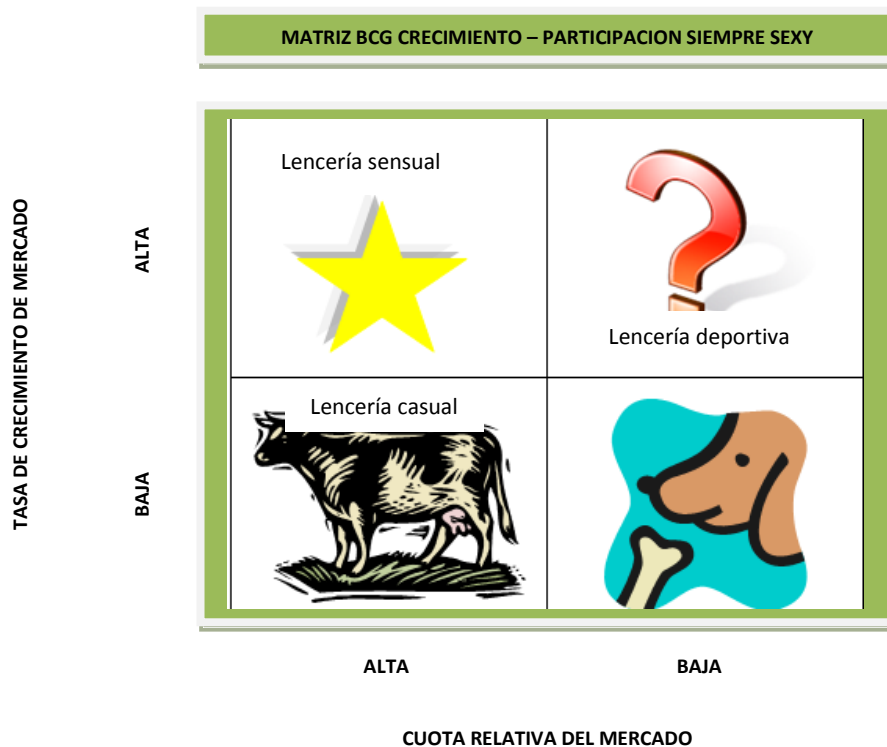 MATRIZ BCG CRECIMIENTO – PARTICIPACION SIEMPRE SEXY
TASA DE CRECIMIENTO DE MERCADO
ALTA
Lencería sensual
Lencería deportiva
BAJA
Lencería casual
ALTA
BAJA
CUOTA RELATIVA DEL MERCADO